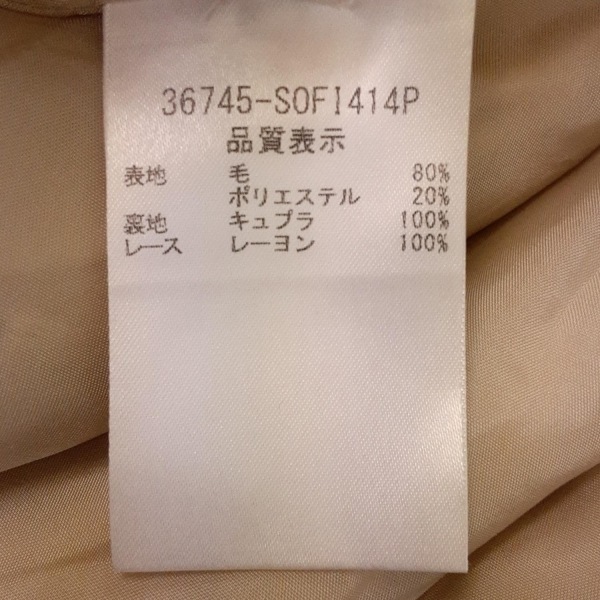 36745-SOFI414P
品質表示
表地 毛 80%
ポリエステル 20%
裏地 キュプラ 100%
レース レーヨン 100%